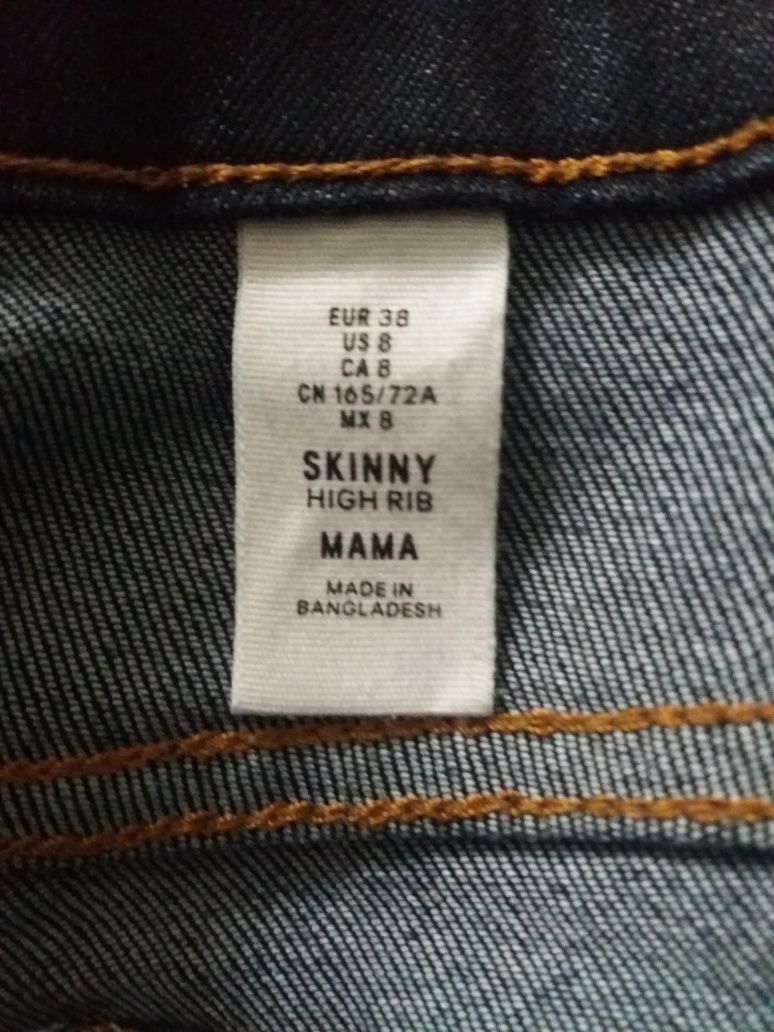 EUR 38
US 8
CA 8
CN 165/72A
MX 8
SKINNY
HIGH RIB
MAMA
MADE IN
BANGLADESH